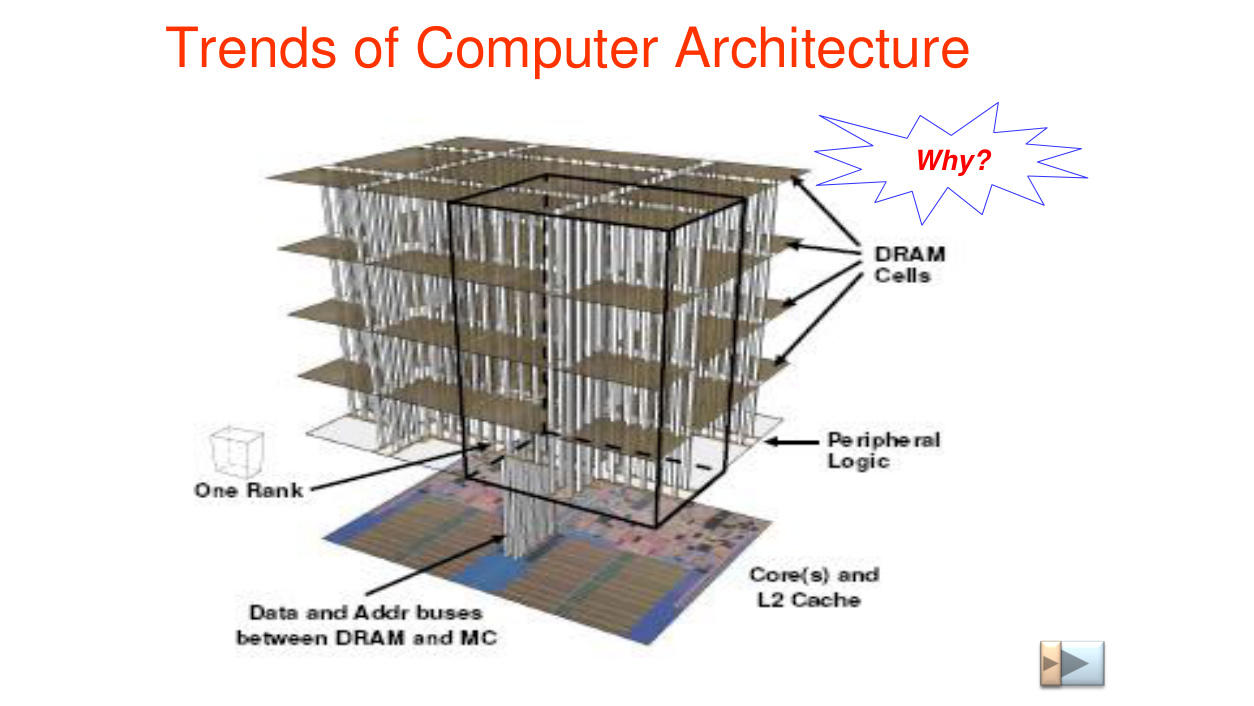 Trends of Computer Architecture
Why?
DRAM
Cells
Peripheral
Logic
One Rank
Core(s) and
L2 Cache
Data and Addr buses
between DRAM and MC